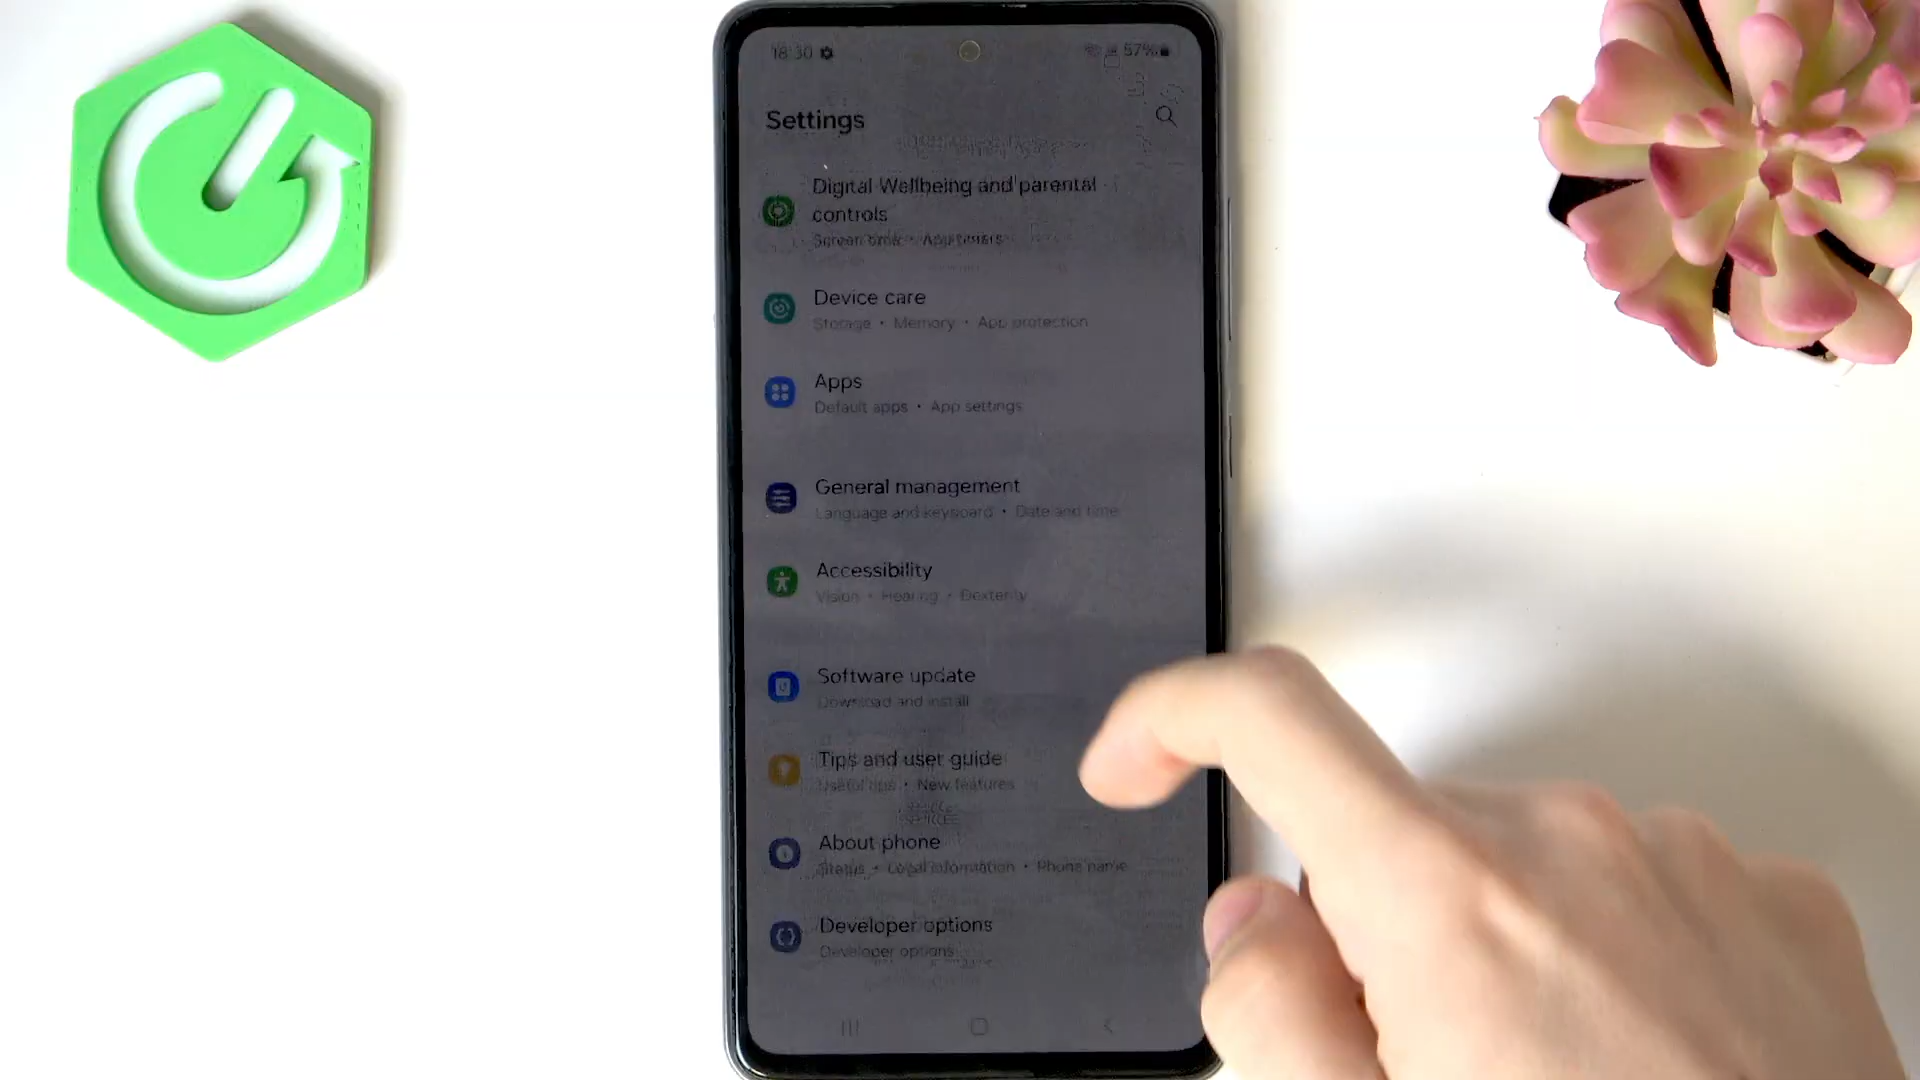 18:30 57%
Settings
Digital Wellbeing and parental
controls
Screen time • App timers
Device care
Storage • Memory • App protection
Apps
Default apps • App settings
General management
Language and keyboard • Date and time
Accessibility
Vision • Hearing • Dexterity
Software update
Download and install
Tips and user guide
Useful tips • New features
About phone
Status • Legal information • Phone name
Developer options
Developer options